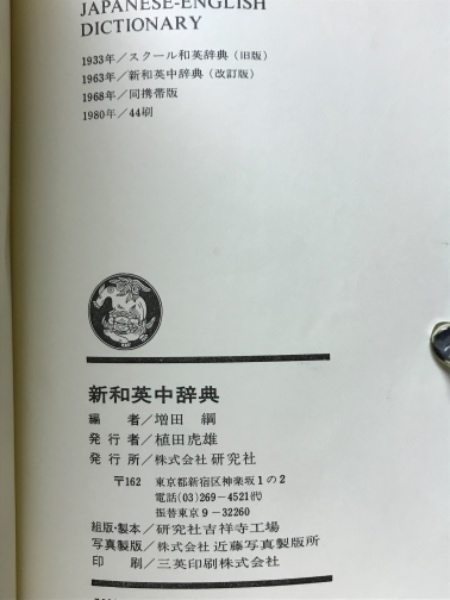 JAPANESE-ENGLISH
DICTIONARY
1933年／スクール和英辞典（旧版）
1963年／新和英中辞典（改訂版）
1968年／同携帯版
1980年／44刷
新和英中辞典
編 者／増田 綱
発行者／植田虎雄
発行所／株式会社研究社
〒162 東京都新宿区神楽坂1の2
電話(03)269－4521(代)
振替東京9－32260
組版・製本／研究社吉祥寺工場
写真製版／株式会社 近藤写真製版所
印 刷／三英印刷株式会社